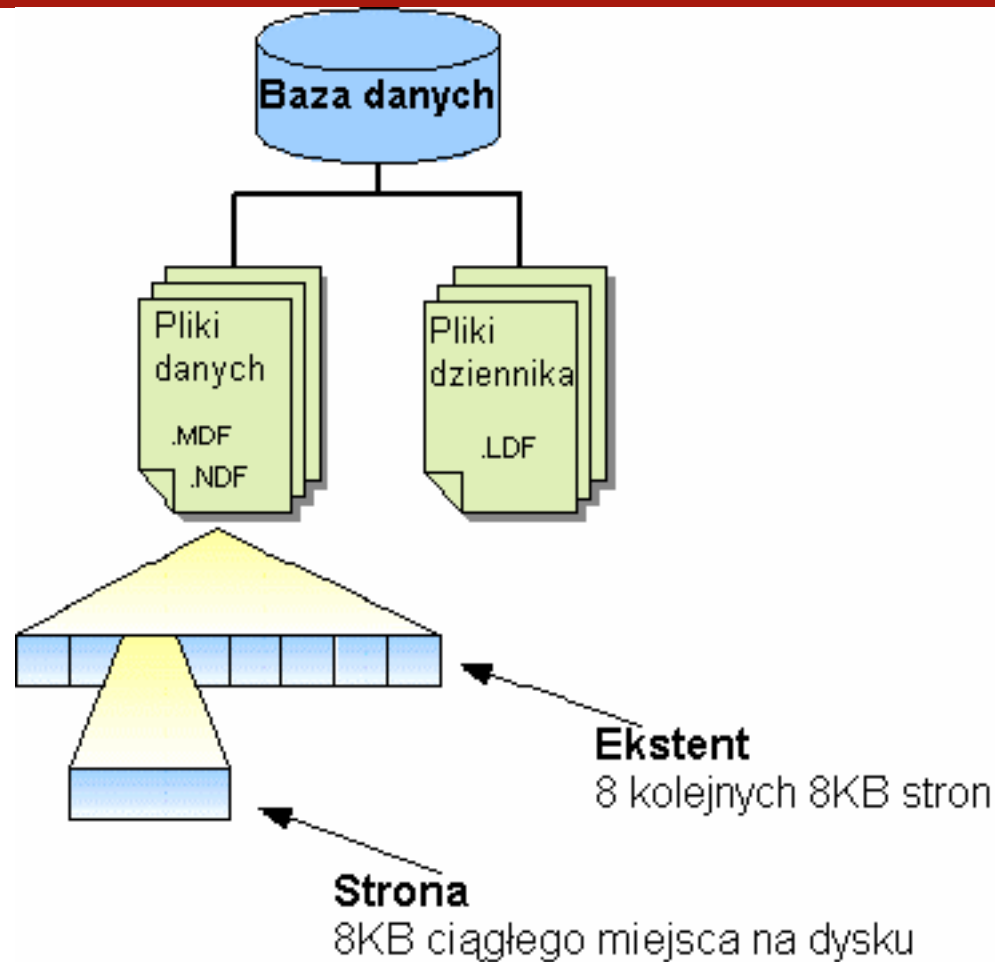 Baza danych
Pliki
danych
.MDF
.NDF
Pliki
dziennika
.LDF
Ekstent
8 kolejnych 8KB stron
Strona
8KB ciągłego miejsca na dysku